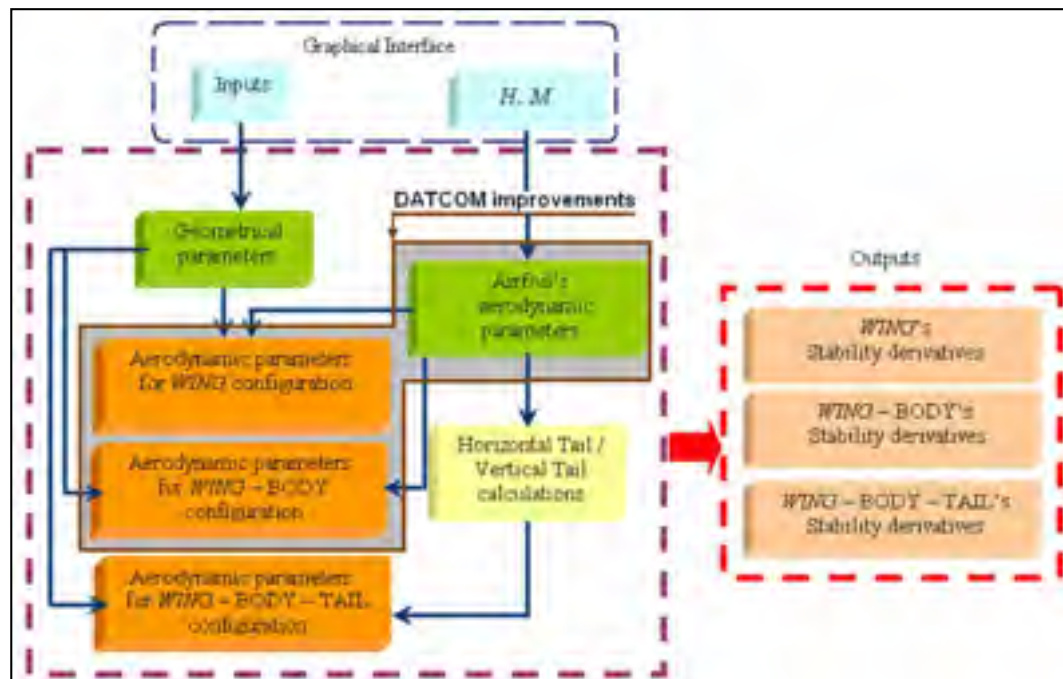 Graphical Interface
Inputs
H, M
DATCOM improvements
Geometrical
parameters
Airfoil's
aerodynamic
parameters
Aerodynamic parameters
for WING configuration
Aerodynamic parameters
for WING – BODY
configuration
Horizontal Tail /
Vertical Tail
calculations
Aerodynamic parameters
for WING – BODY – TAIL
configuration
Outputs
WING's
Stability derivatives
WING – BODY's
Stability derivatives
WING – BODY – TAIL's
Stability derivatives